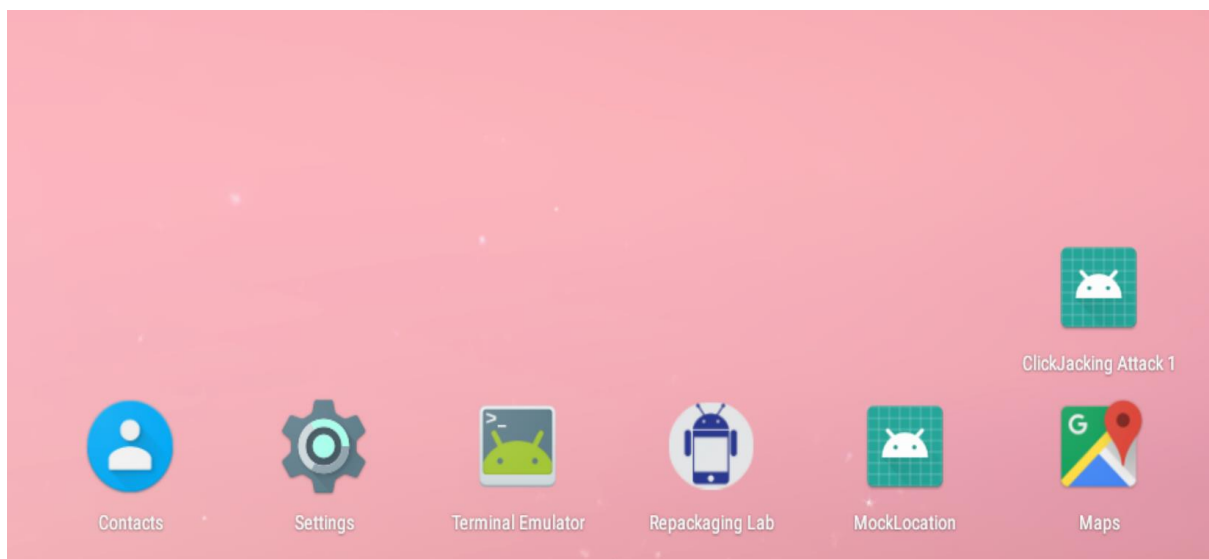 ClickJacking Attack 1
Contacts
Settings
>_
Terminal Emulator
Repackaging Lab
MockLocation
G
Maps